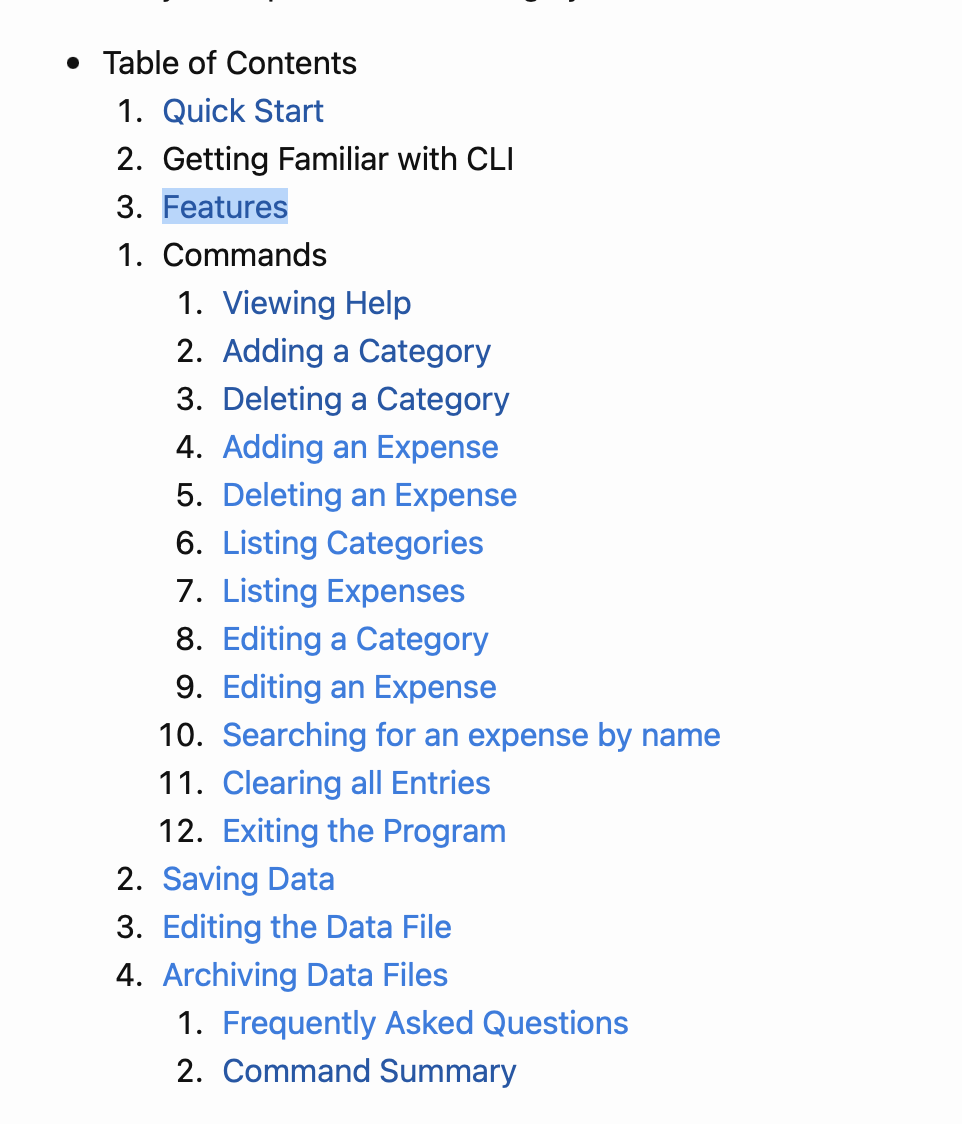 • Table of Contents
1. Quick Start
2. Getting Familiar with CLI
3. Features
1. Commands
1. Viewing Help
2. Adding a Category
3. Deleting a Category
4. Adding an Expense
5. Deleting an Expense
6. Listing Categories
7. Listing Expenses
8. Editing a Category
9. Editing an Expense
10. Searching for an expense by name
11. Clearing all Entries
12. Exiting the Program
2. Saving Data
3. Editing the Data File
4. Archiving Data Files
1. Frequently Asked Questions
2. Command Summary